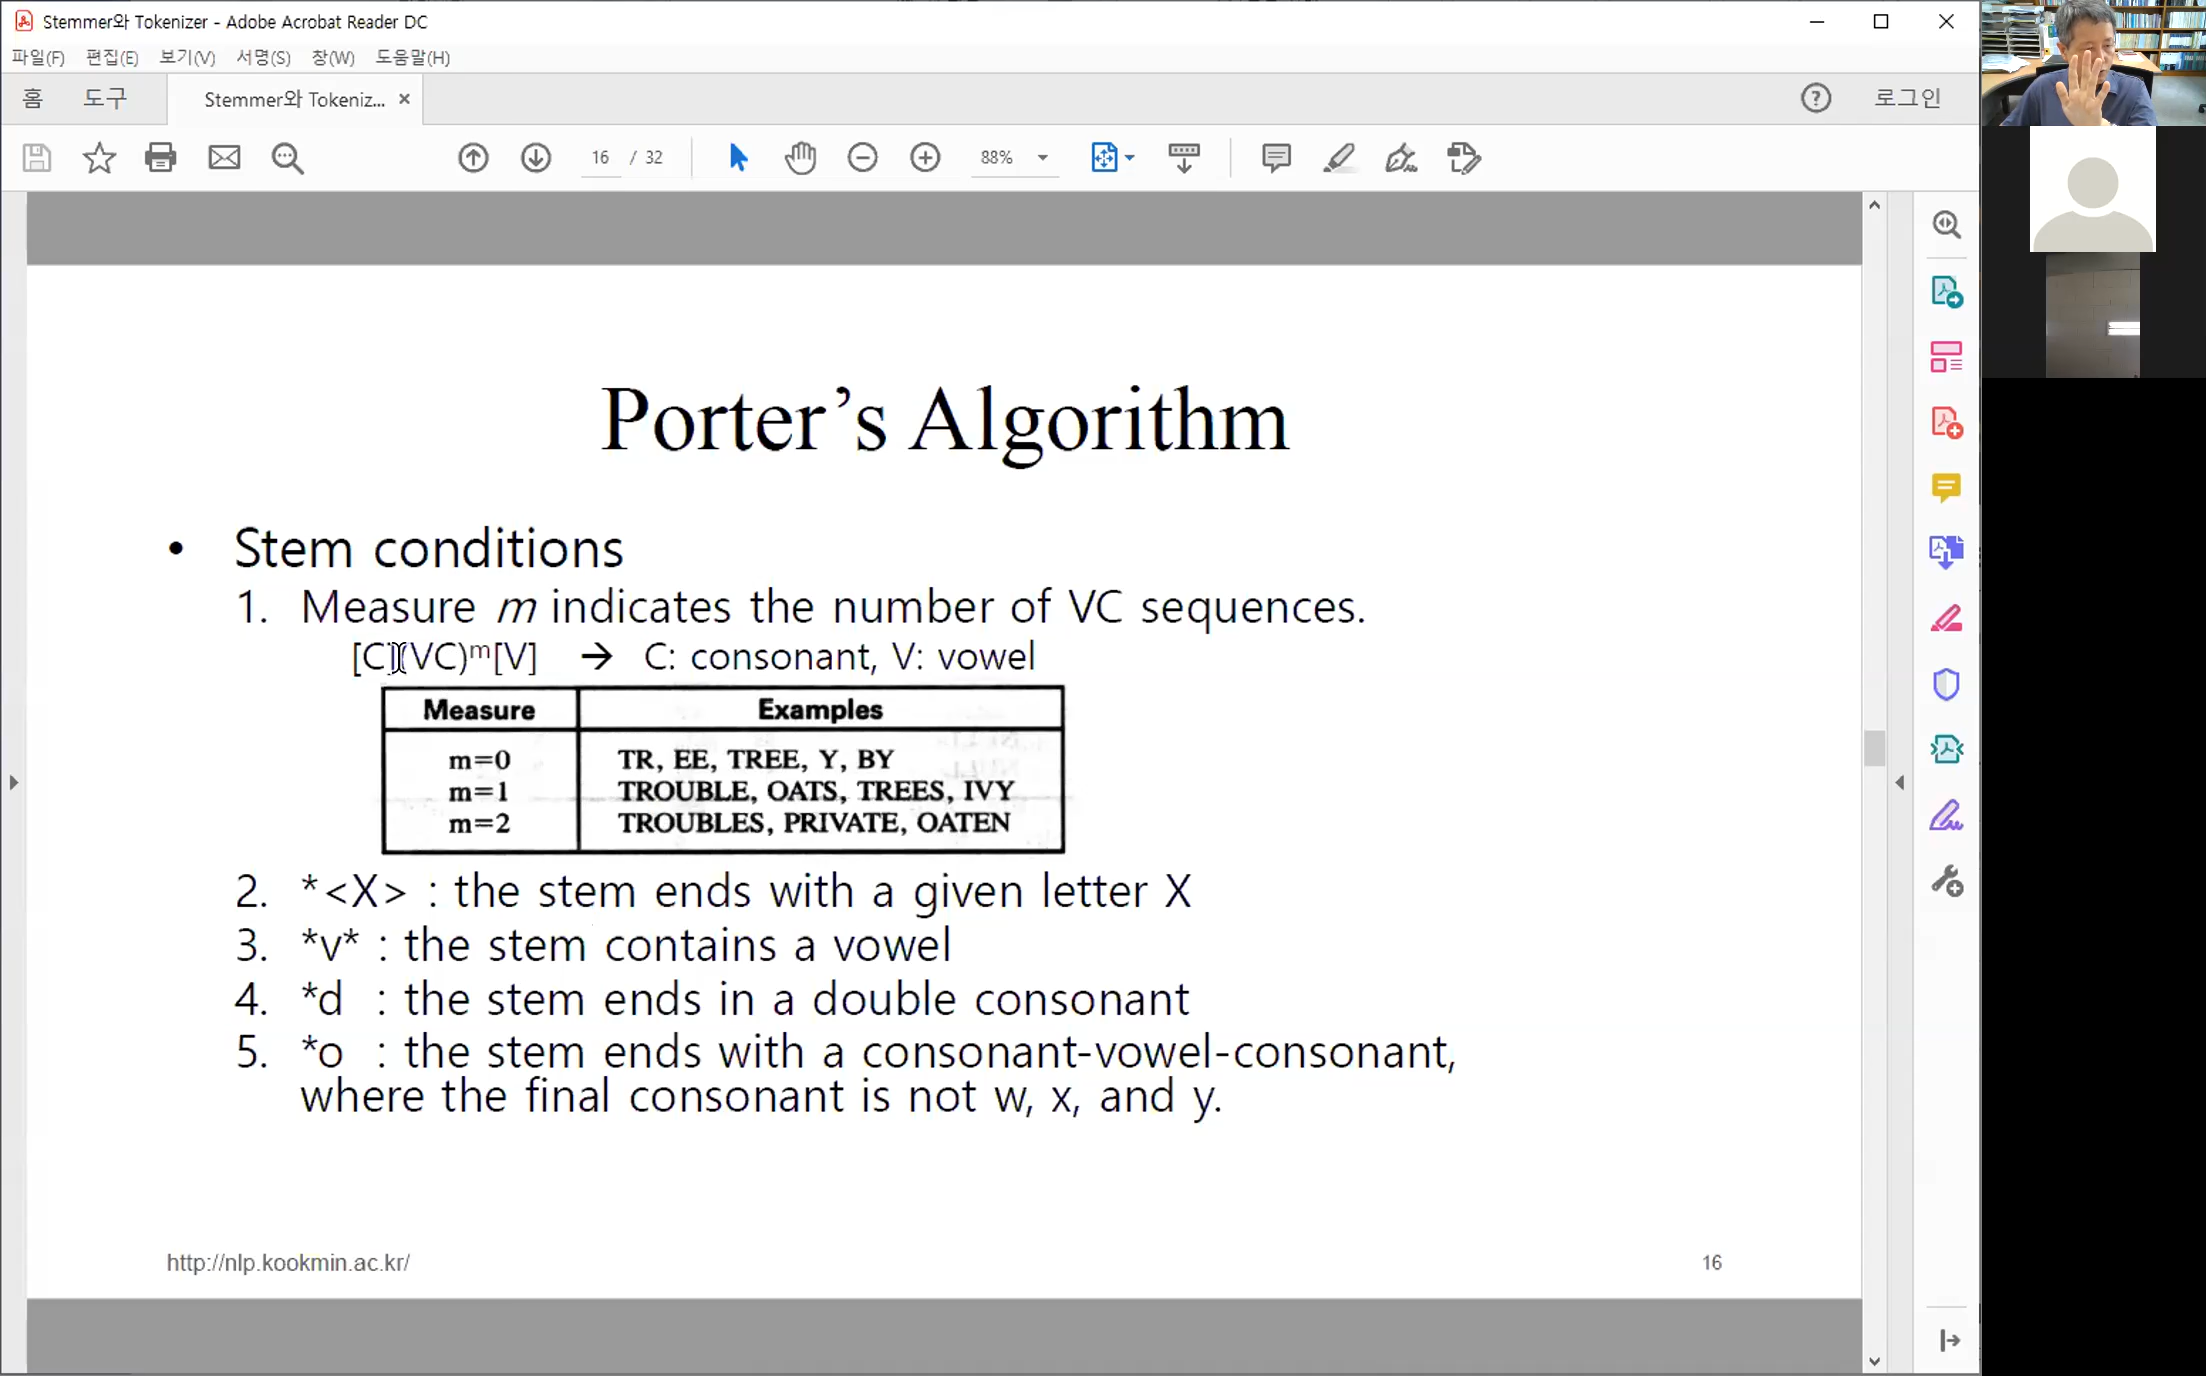 Stemmer와 Tokenizer - Adobe Acrobat Reader DC
파일(F) 편집(E) 보기(V) 서명(S) 창(W) 도움말(H)
홈 도구 Stemmer와 Tokeniz... 로그인
16 / 32 88%
Porter’s Algorithm
• Stem conditions
1. Measure m indicates the number of VC sequences.
[C](VC)ᵐ[V] → C: consonant, V: vowel
Measure Examples
m=0 TR, EE, TREE, Y, BY
m=1 TROUBLE, OATS, TREES, IVY
m=2 TROUBLES, PRIVATE, OATEN
2. *<X> : the stem ends with a given letter X
3. *v* : the stem contains a vowel
4. *d : the stem ends in a double consonant
5. *o : the stem ends with a consonant-vowel-consonant,
where the final consonant is not w, x, and y.
http://nlp.kookmin.ac.kr/ 16